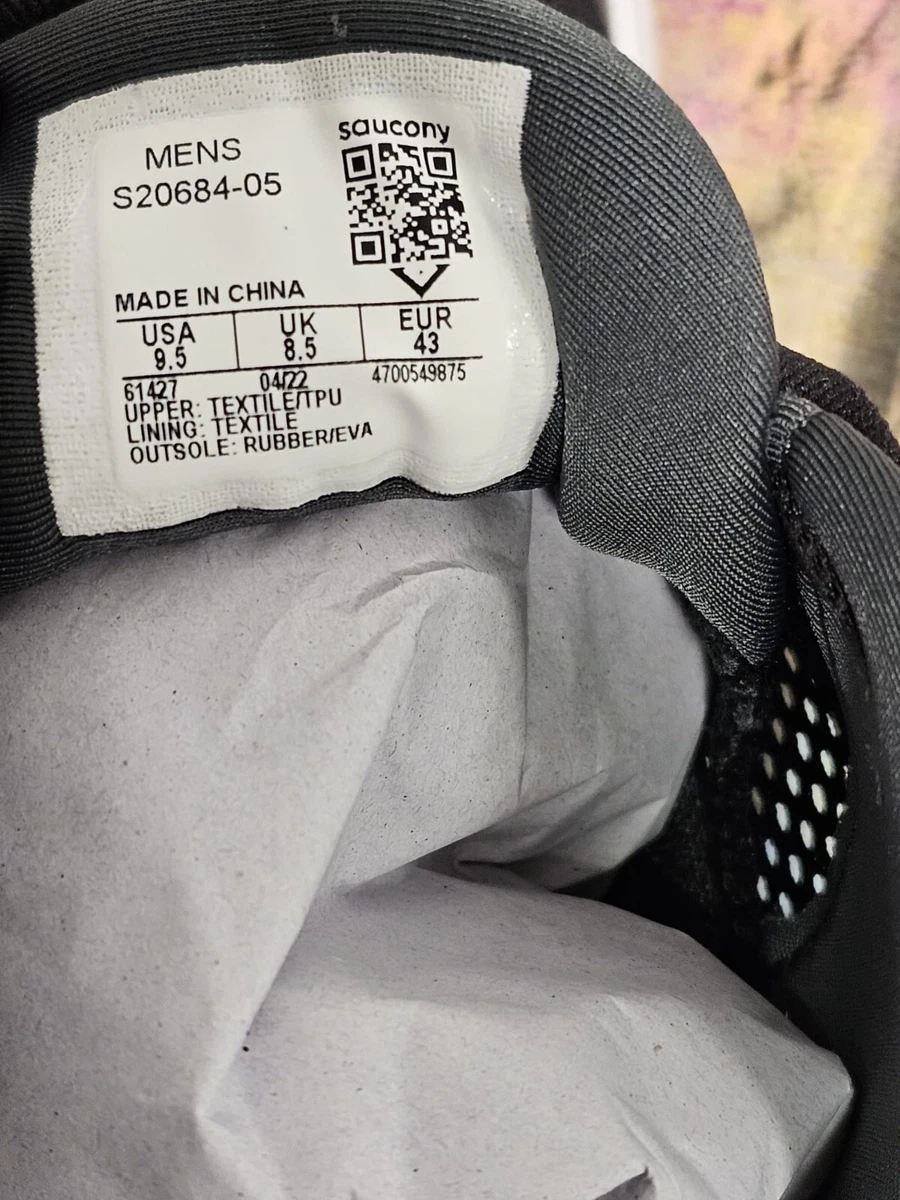 saucony
MENS
S20684-05
MADE IN CHINA
USA UK EUR
9.5 8.5 43
61427 04/22 4700549875
UPPER: TEXTILE/TPU
LINING: TEXTILE
OUTSOLE: RUBBER/EVA